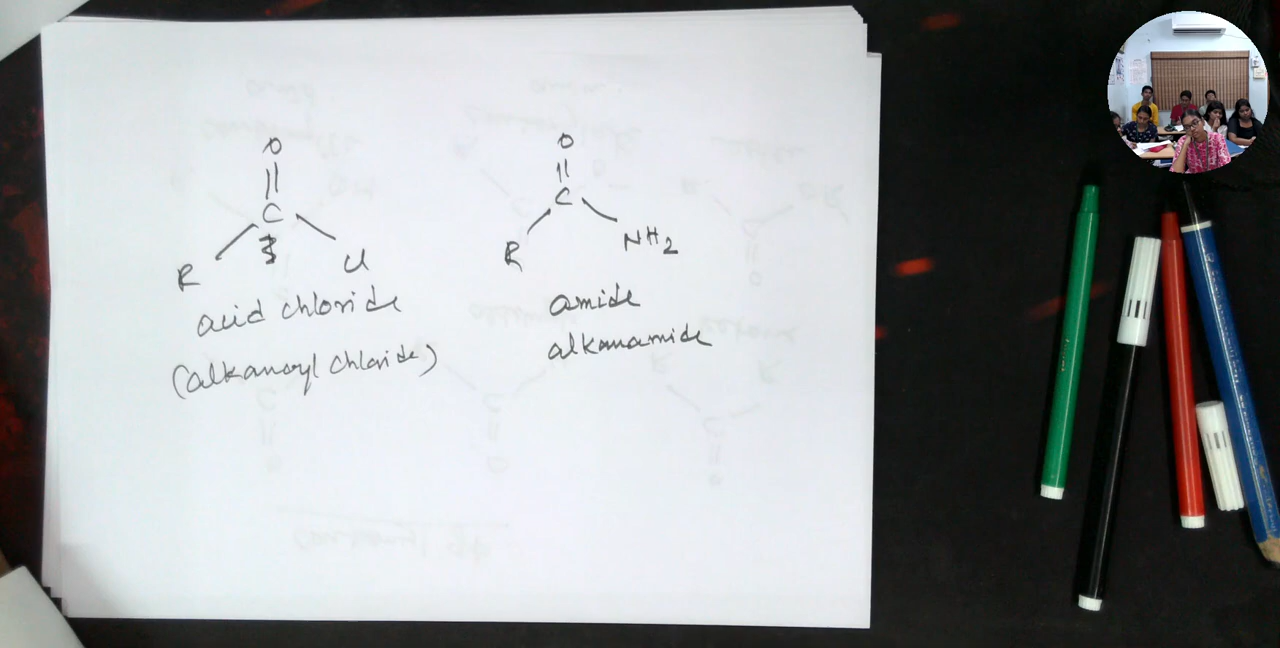 O
||
C
R Cl
acid chloride
(alkanoyl chloride)
O
||
C
R NH2
amide
alkanamide